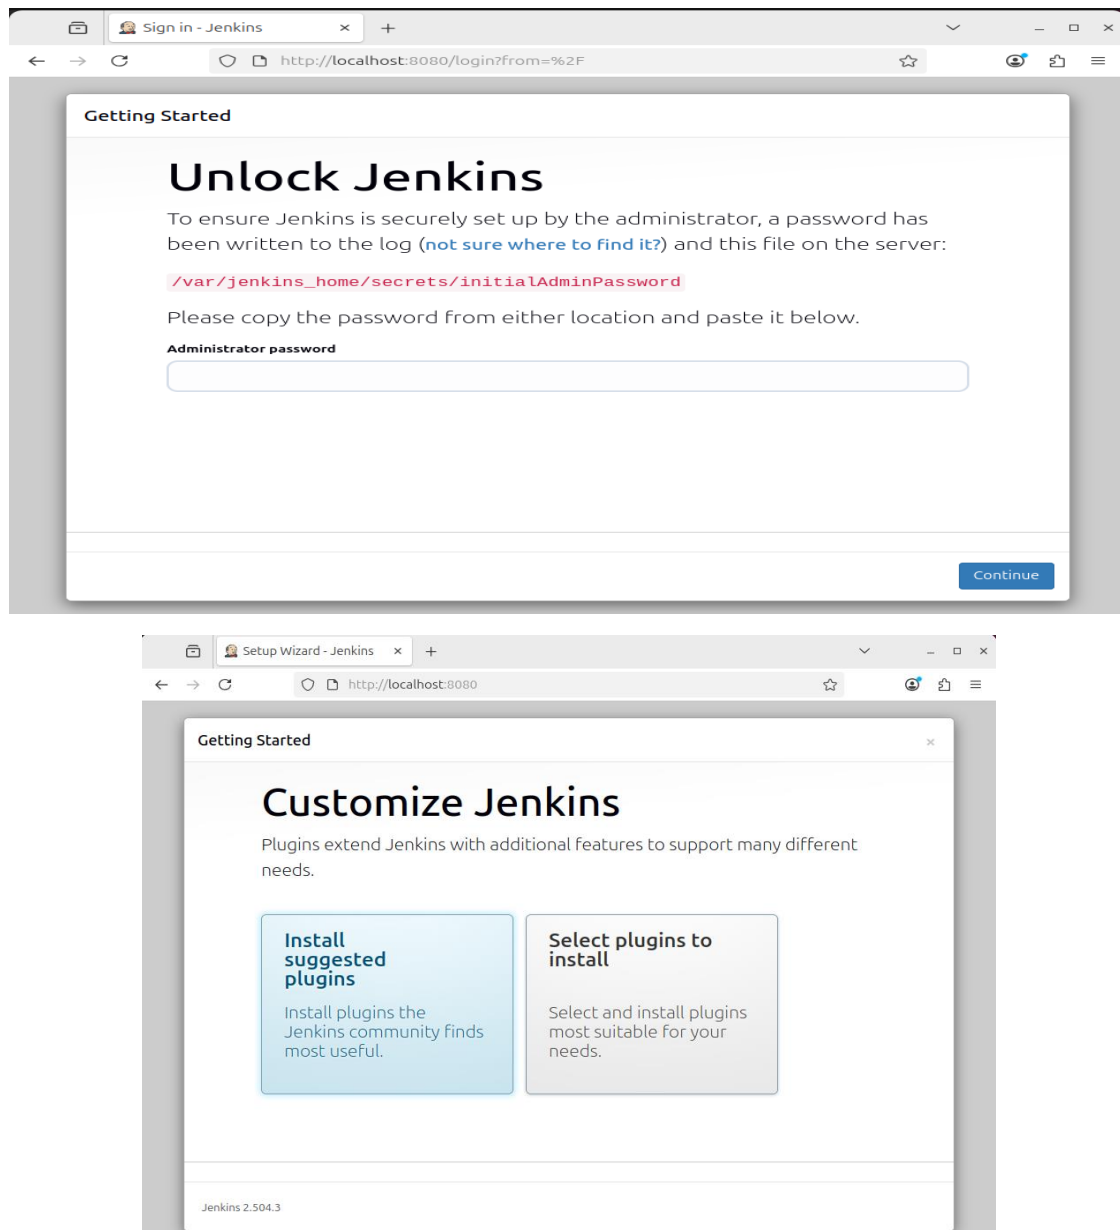 Sign in - Jenkins
http://localhost:8080/login?from=%2F
Getting Started
Unlock Jenkins
To ensure Jenkins is securely set up by the administrator, a password has
been written to the log (not sure where to find it?) and this file on the server:
/var/jenkins_home/secrets/initialAdminPassword
Please copy the password from either location and paste it below.
Administrator password
Continue
Setup Wizard - Jenkins
http://localhost:8080
Getting Started
Customize Jenkins
Plugins extend Jenkins with additional features to support many different
needs.
Install
suggested
plugins
Install plugins the
Jenkins community finds
most useful.
Select plugins to
install
Select and install plugins
most suitable for your
needs.
Jenkins 2.504.3